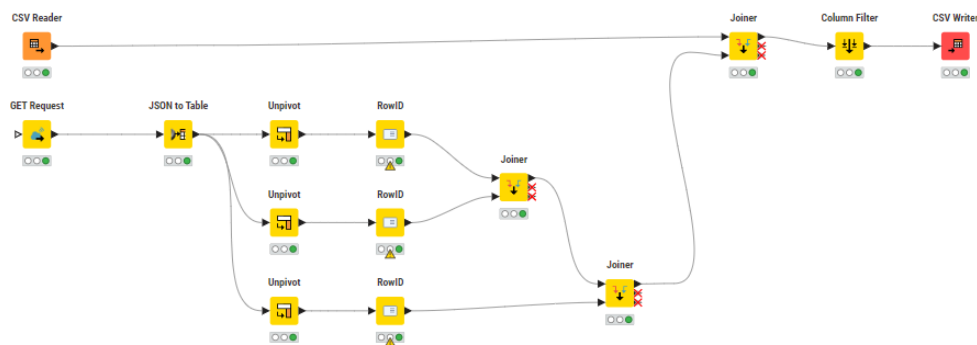 CSV Reader
Joiner
Column Filter
CSV Writer
GET Request
JSON to Table
Unpivot
RowID
Joiner
Unpivot
RowID
Joiner
Unpivot
RowID